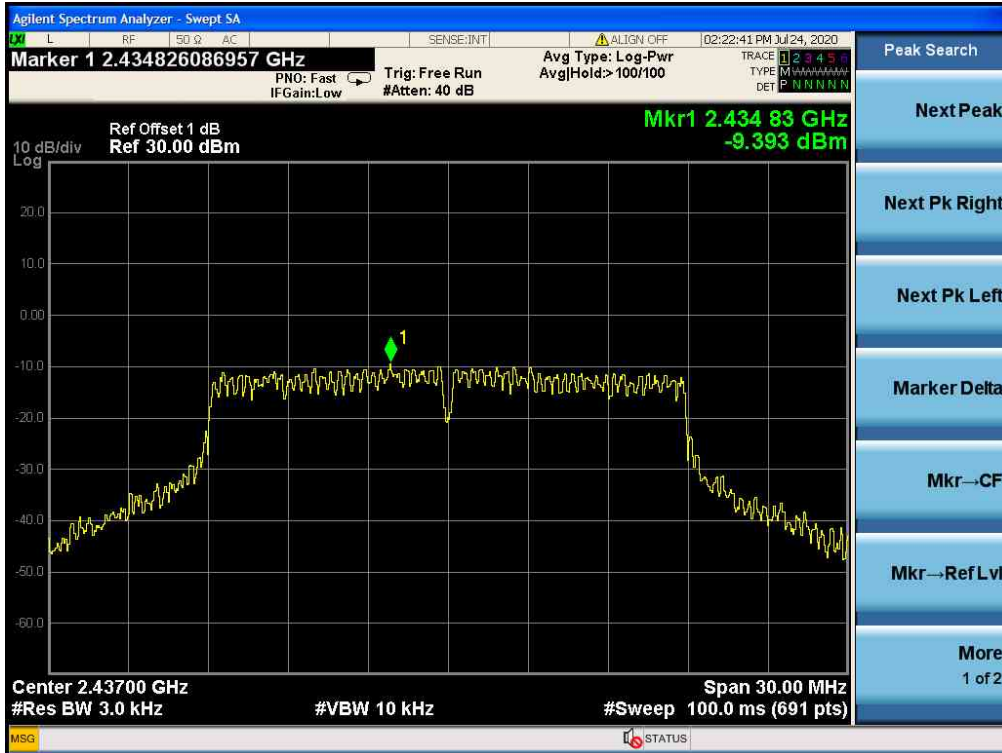 Agilent Spectrum Analyzer - Swept SA
LXI L RF 50 Ω AC SENSE:INT ALIGN OFF 02:22:41 PM Jul 24, 2020
Marker 1 2.434826086957 GHz
PNO: Fast
IFGain:Low
Trig: Free Run
#Atten: 40 dB
Avg Type: Log-Pwr
Avg|Hold:>100/100
TRACE 1 2 3 4 5 6
TYPE M
DET P N N N N N
Peak Search
Mkr1 2.434 83 GHz
-9.393 dBm
Ref Offset 1 dB
10 dB/div Ref 30.00 dBm
Log
20.0
10.0
0.00
-10.0
-20.0
-30.0
-40.0
-50.0
-60.0
1
Center 2.43700 GHz Span 30.00 MHz
#Res BW 3.0 kHz #VBW 10 kHz #Sweep 100.0 ms (691 pts)
MSG STATUS
Next Peak
Next Pk Right
Next Pk Left
Marker Delta
Mkr→CF
Mkr→Ref Lvl
More
1 of 2